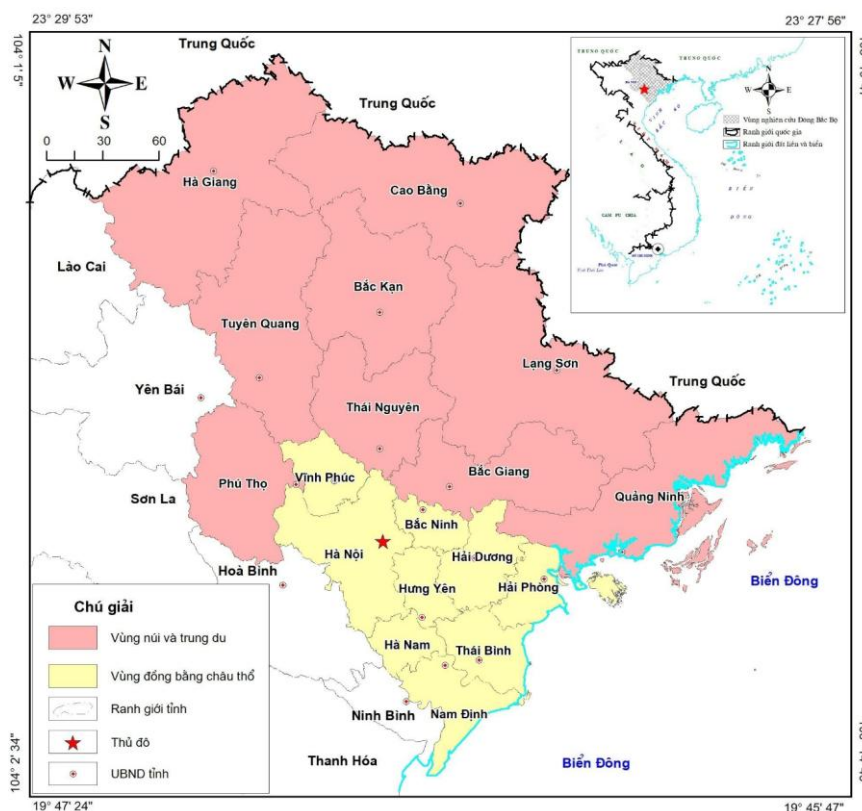 23° 29' 53"
23° 27' 56"
104° 1' 5"
Trung Quốc
N
W E
S
0 30 60
Trung Quốc
Hà Giang
Cao Bằng
Lào Cai
Bắc Kạn
Tuyên Quang
Lạng Sơn
Yên Bái
Trung Quốc
Thái Nguyên
Phú Thọ
Vĩnh Phúc
Bắc Giang
Sơn La
Quảng Ninh
Bắc Ninh
Hà Nội
Hải Dương
Hoà Bình
Hưng Yên
Hải Phòng
Biển Đông
Hà Nam
Thái Bình
Ninh Bình
Nam Định
Thanh Hóa
Biển Đông
Chú giải
Vùng núi và trung du
Vùng đồng bằng châu thổ
Ranh giới tỉnh
Thủ đô
UBND tỉnh
TRUNG QUỐC
TRUNG QUỐC
N
W E
S
Vùng nghiên cứu Đông Bắc Bộ
Ranh giới quốc gia
Ranh giới đất liền và biển
BIỂN
ĐÔNG
104° 2' 34"
19° 47' 24"
19° 45' 47"